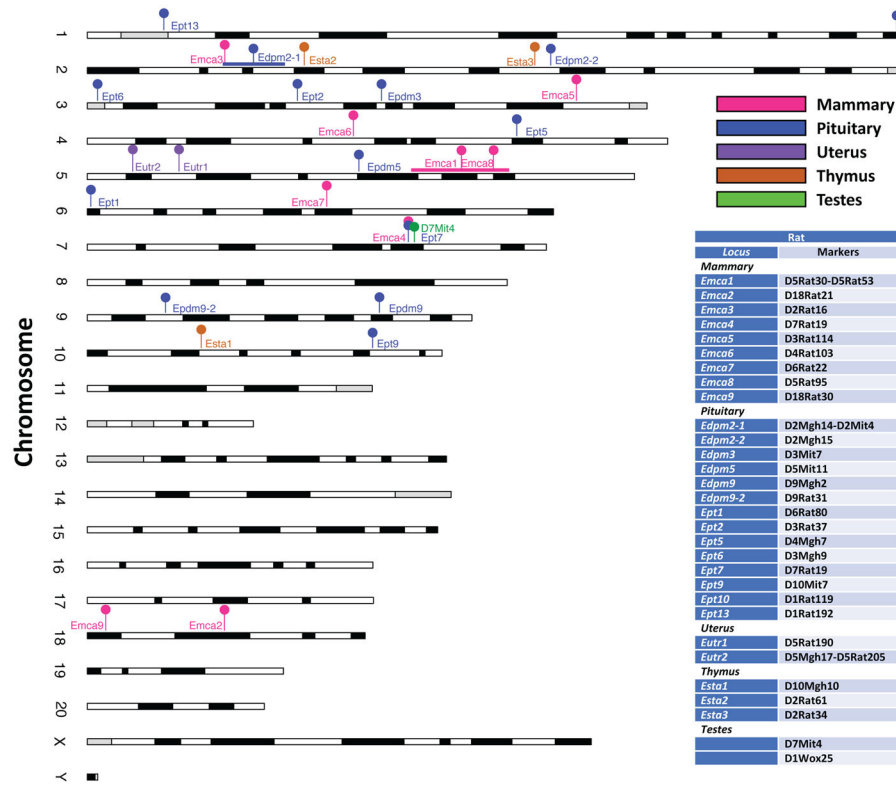 Ept13
1
Emca3
Edpm2-1
Esta2
Esta3
Edpm2-2
2
Ept6
Ept2
Epdm3
Emca5
3
Emca6
Ept5
4
Eutr2
Eutr1
Epdm5
Emca1
Emca8
5
Ept1
Emca7
6
D7Mit4
Emca4
Ept7
7
8
Epdm9-2
Epdm9
9
Esta1
Ept9
10
11
12
13
14
15
16
17
Emca9
Emca2
18
19
20
X
Y
Chromosome
Mammary
Pituitary
Uterus
Thymus
Testes
Rat
Locus Markers
Mammary
Emca1 D5Rat30-D5Rat53
Emca2 D18Rat21
Emca3 D2Rat16
Emca4 D7Rat19
Emca5 D3Rat114
Emca6 D4Rat103
Emca7 D6Rat22
Emca8 D5Rat95
Emca9 D18Rat30
Pituitary
Edpm2-1 D2Mgh14-D2Mit4
Edpm2-2 D2Mgh15
Edpm3 D3Mit7
Edpm5 D5Mit11
Edpm9 D9Mgh2
Edpm9-2 D9Rat31
Ept1 D6Rat80
Ept2 D3Rat37
Ept5 D4Mgh7
Ept6 D3Mgh9
Ept7 D7Rat19
Ept9 D10Mit7
Ept10 D1Rat119
Ept13 D1Rat192
Uterus
Eutr1 D5Rat190
Eutr2 D5Mgh17-D5Rat205
Thymus
Esta1 D10Mgh10
Esta2 D2Rat61
Esta3 D2Rat34
Testes
D7Mit4
D1Wox25